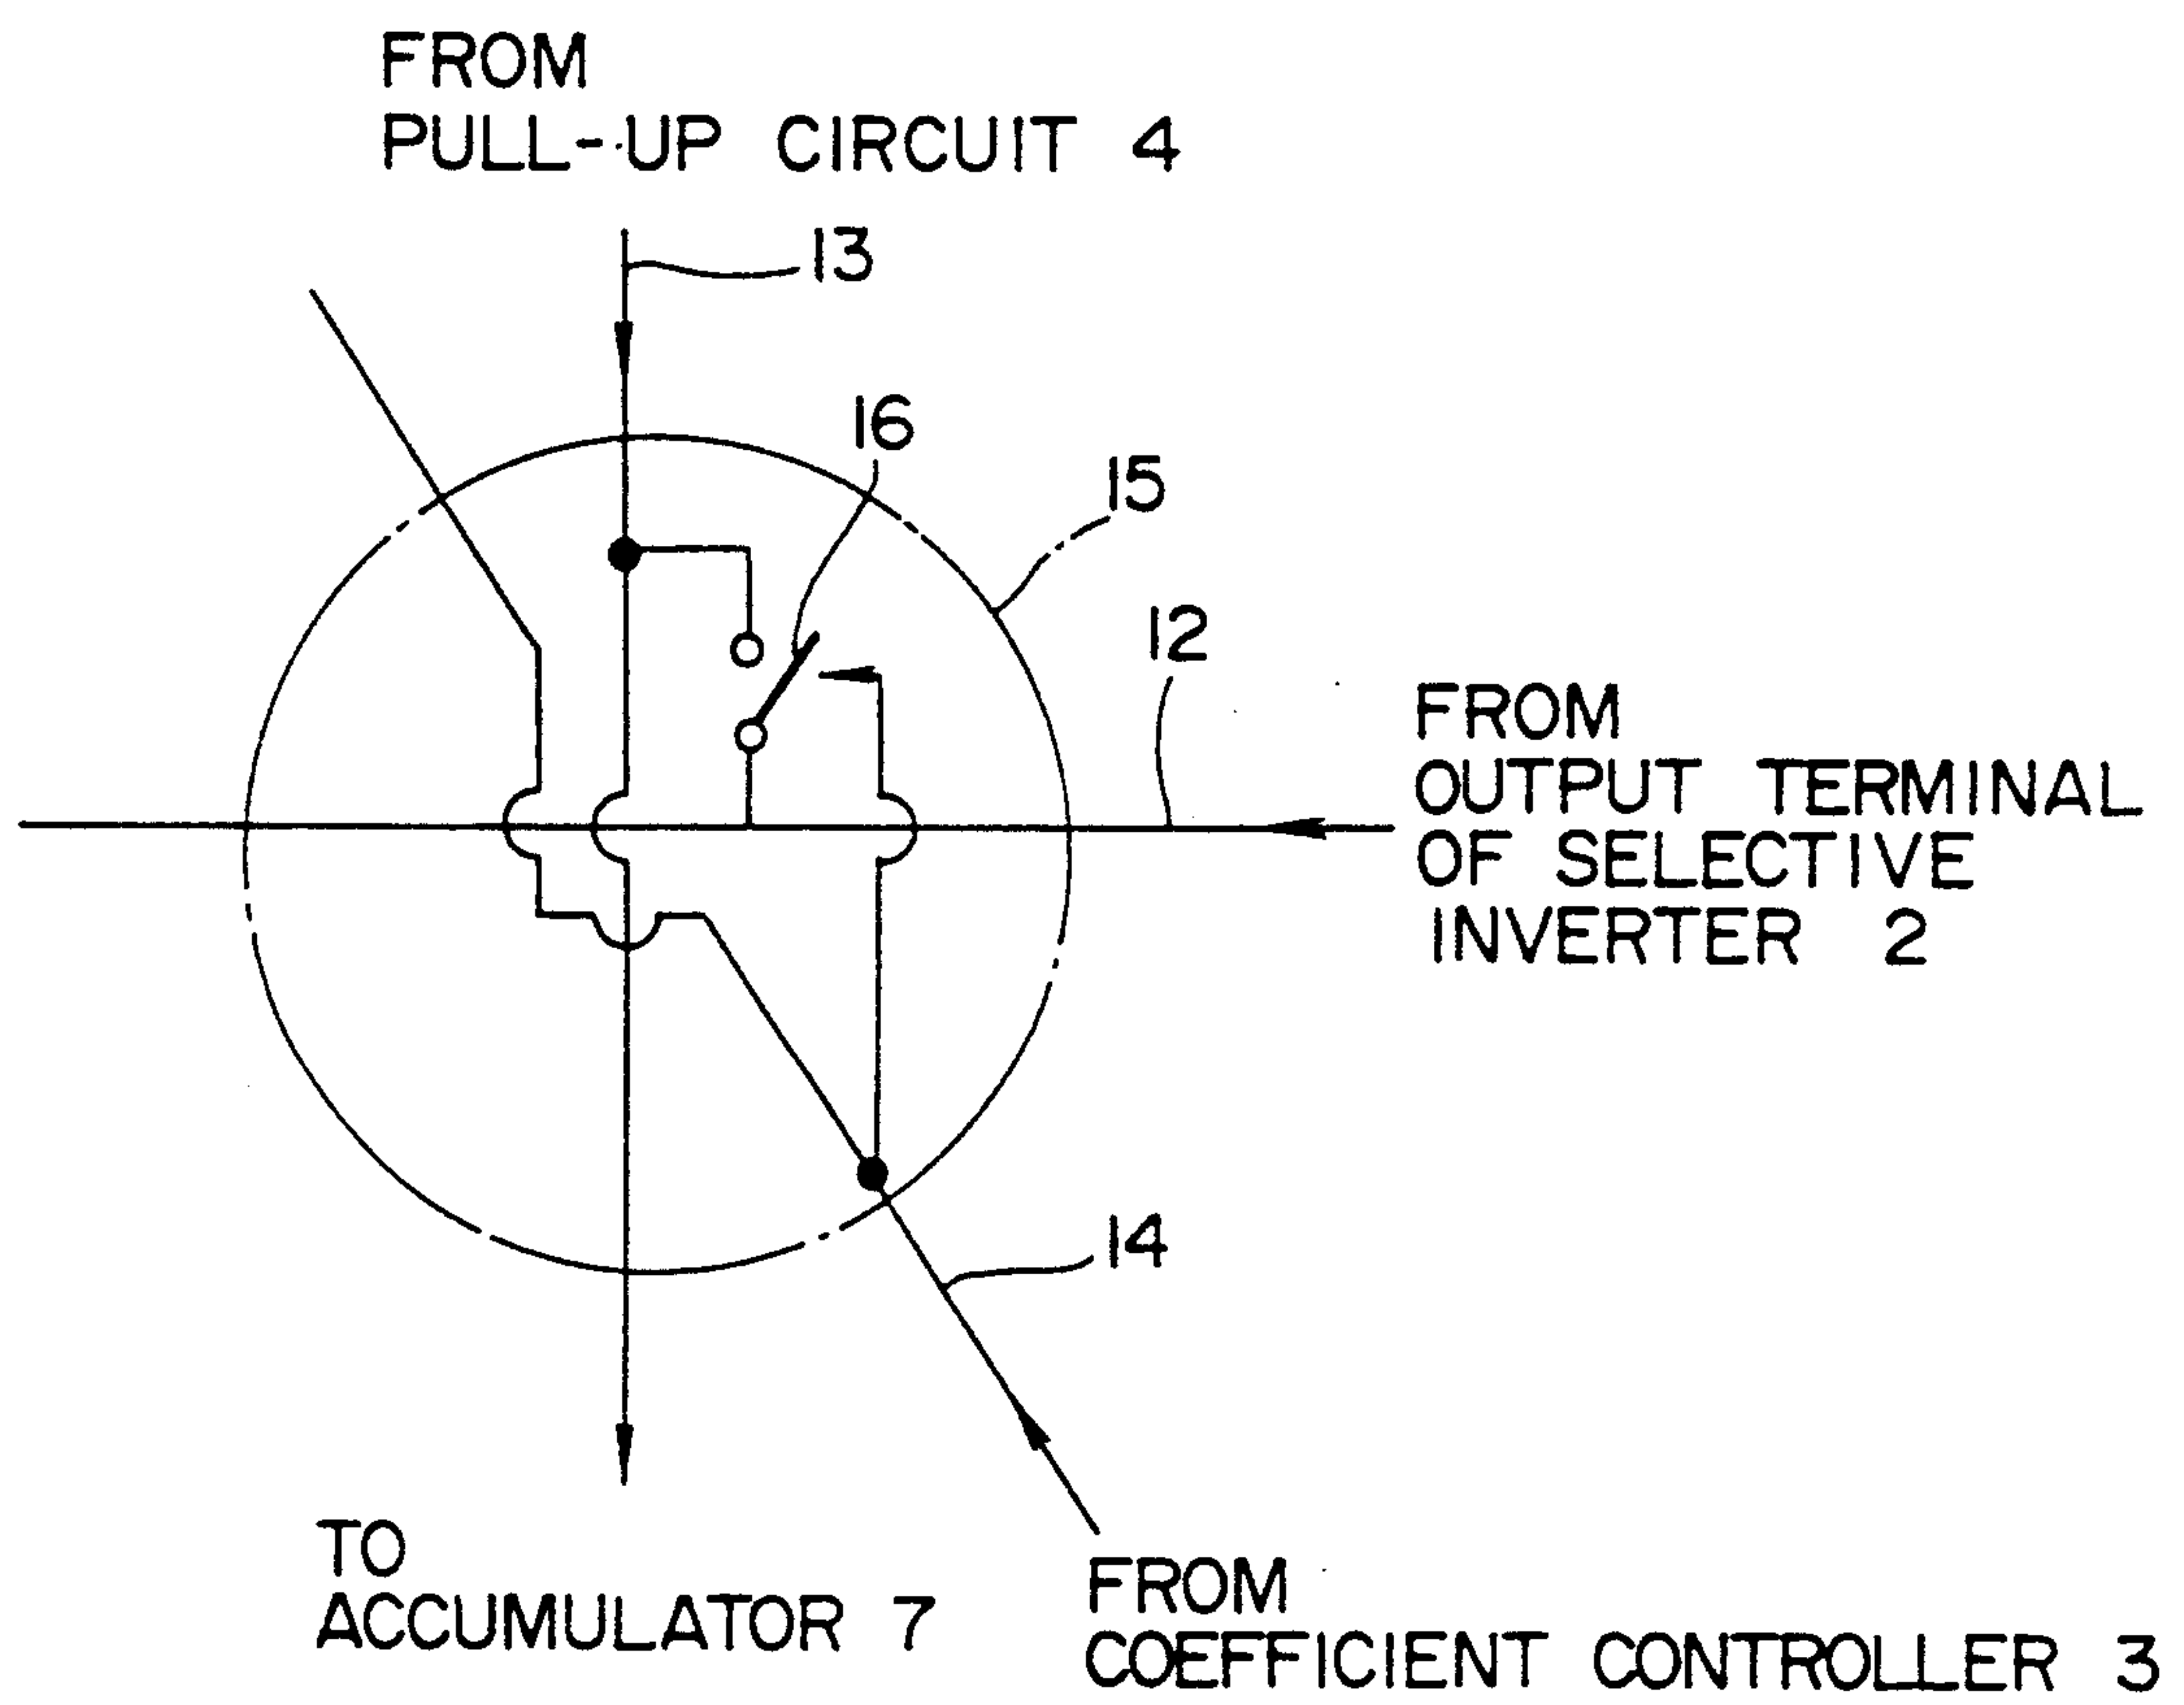 FROM
PULL-UP CIRCUIT 4
13
16
15
12
FROM
OUTPUT TERMINAL
OF SELECTIVE
INVERTER 2
14
TO
ACCUMULATOR 7
FROM
COEFFICIENT CONTROLLER 3